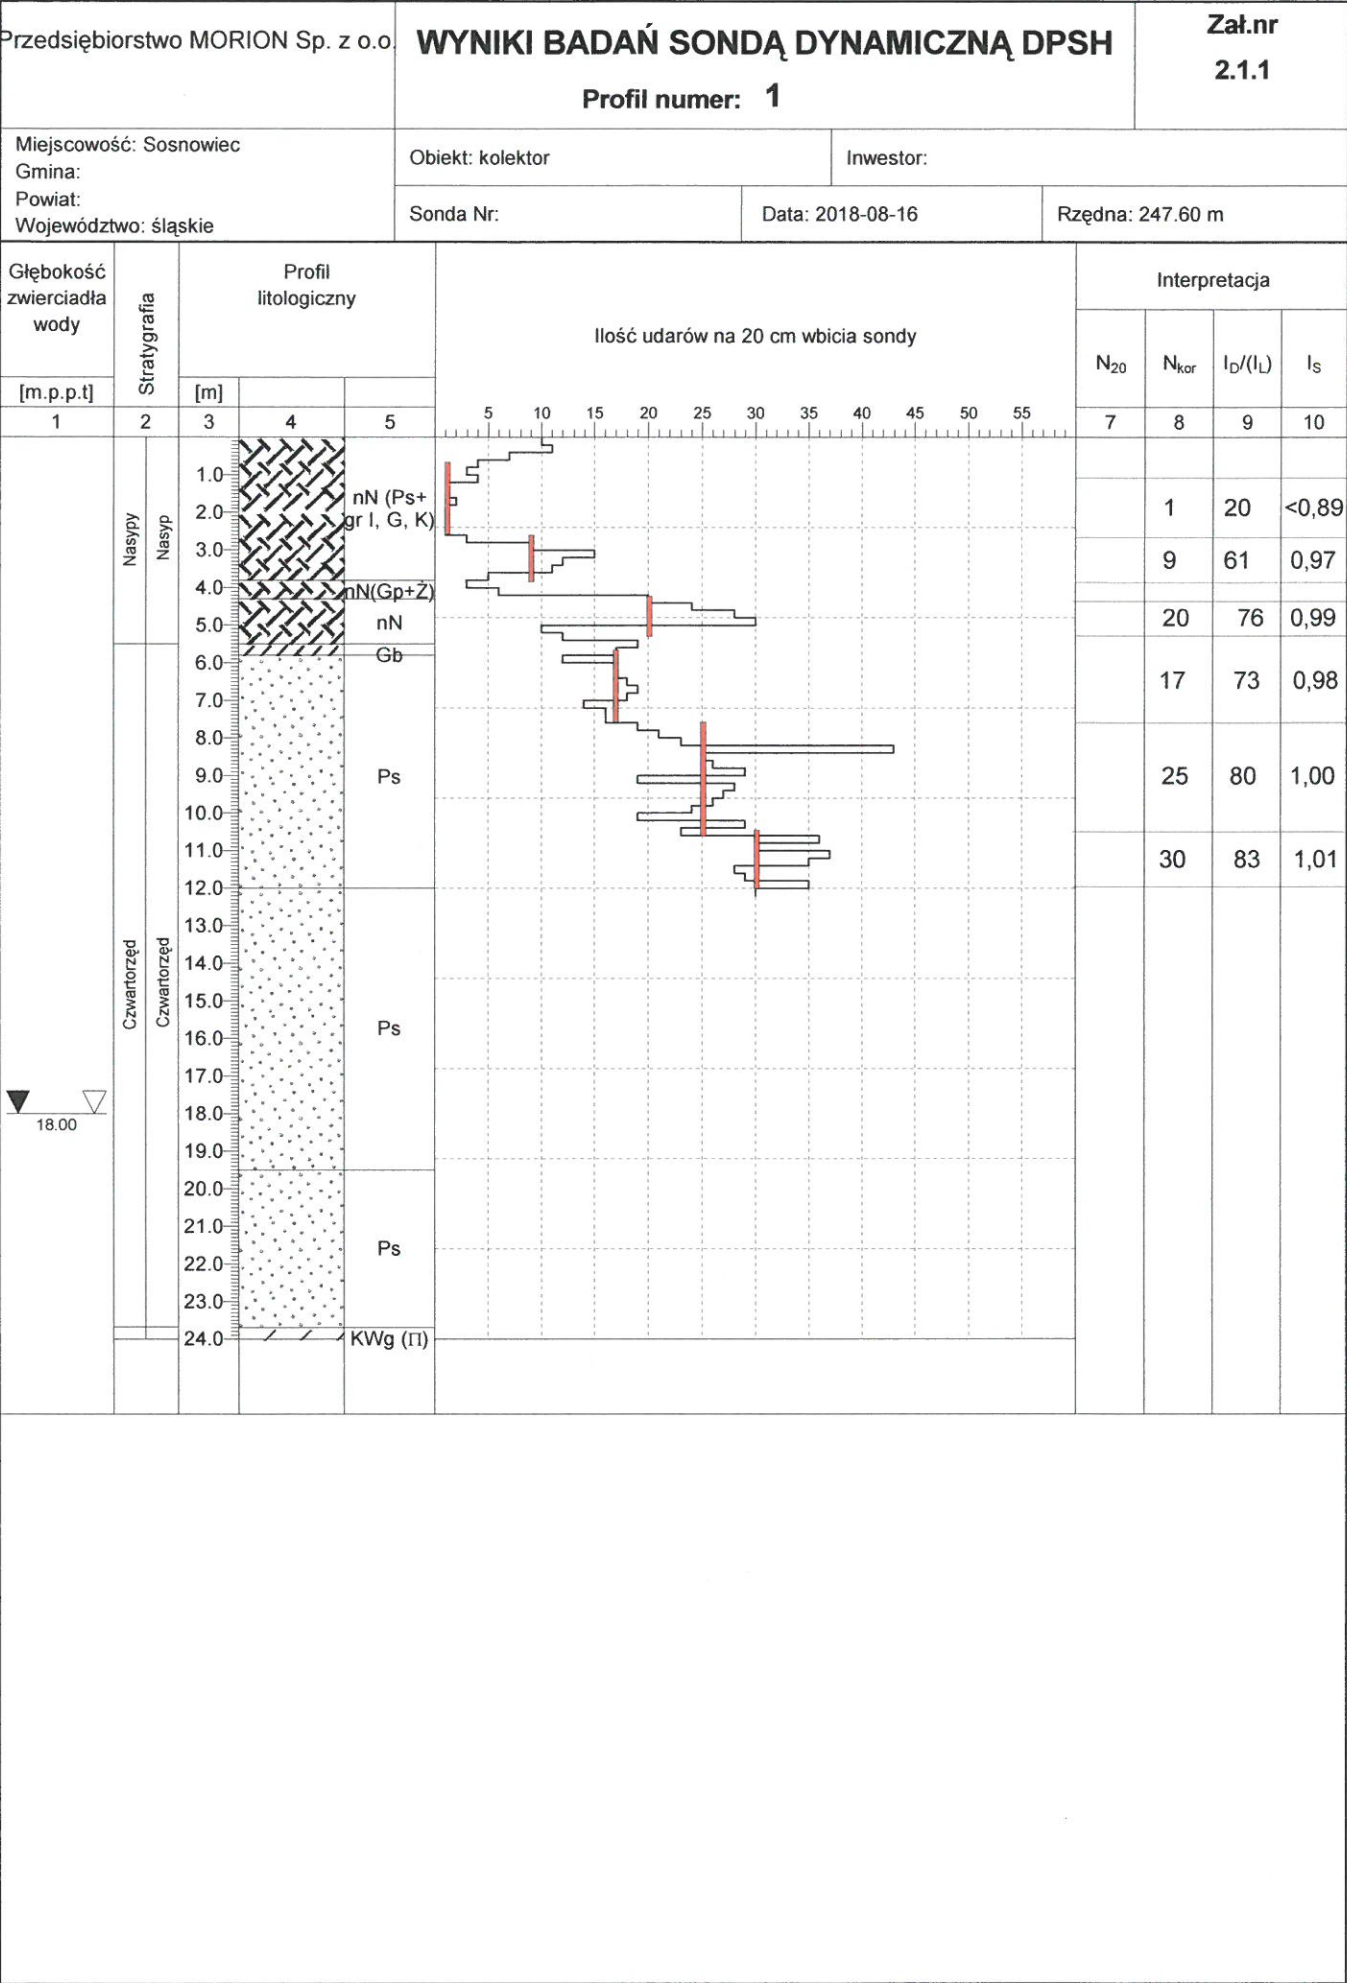 Przedsiębiorstwo MORION Sp. z o.o.
WYNIKI BADAŃ SONDĄ DYNAMICZNĄ DPSH
Profil numer: 1
Zał.nr
2.1.1
Miejscowość: Sosnowiec
Gmina:
Powiat:
Województwo: śląskie
Obiekt: kolektor
Inwestor:
Sonda Nr:
Data: 2018-08-16
Rzędna: 247.60 m
Głębokość
zwierciadła
wody
[m.p.p.t]
Stratygrafia
Profil
litologiczny
[m]
Ilość udarów na 20 cm wbicia sondy
Interpretacja
N20 Nkor ID/(IL) IS
5 10 15 20 25 30 35 40 45 50 55
1 2 3 4 5 7 8 9 10
1.0
2.0
3.0
4.0
5.0
6.0
7.0
8.0
9.0
10.0
11.0
12.0
13.0
14.0
15.0
16.0
17.0
18.0
19.0
20.0
21.0
22.0
23.0
24.0
Nasypy
Nasyp
Czwartorzęd
Czwartorzęd
18.00
nN (Ps+
gr I, G, K)
nN(Gp+Ż)
nN
Gb
Ps
Ps
Ps
KWg (Π)
1 20 <0,89
9 61 0,97
20 76 0,99
17 73 0,98
25 80 1,00
30 83 1,01